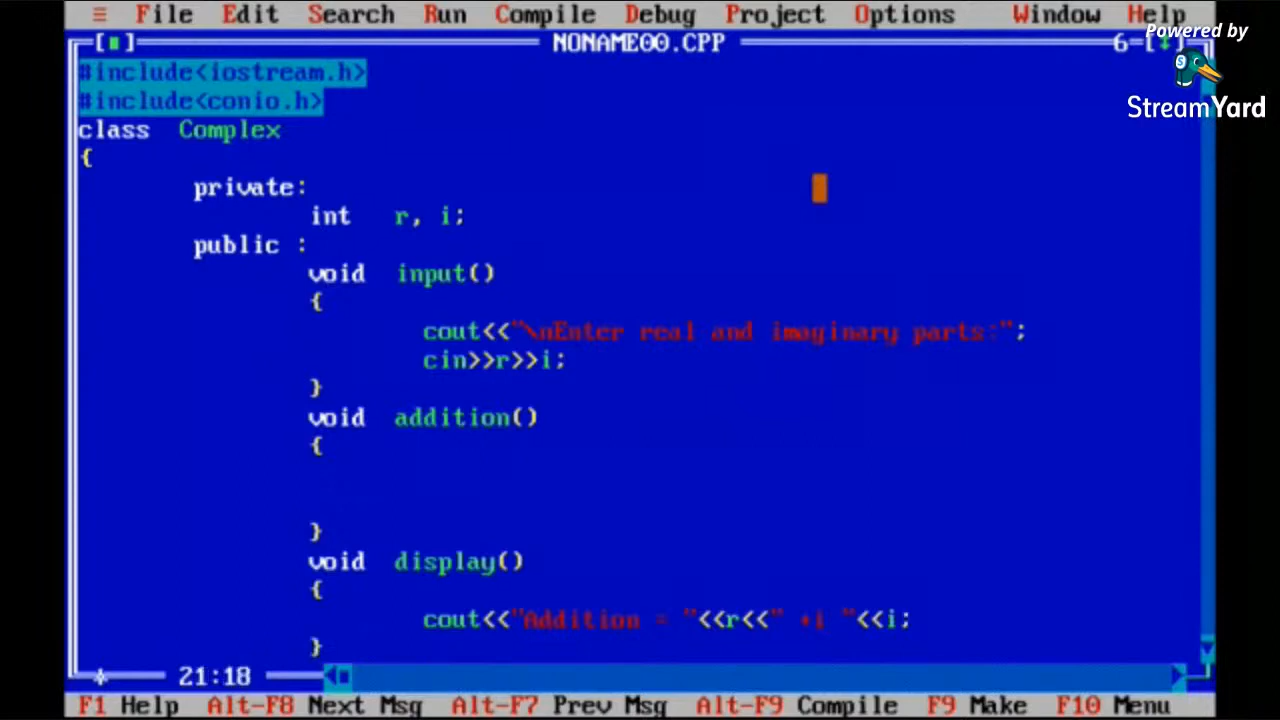 ≡ File Edit Search Run Compile Debug Project Options Window Help
Powered by
StreamYard
[■] NONAME00.CPP 6=[↕]
#include<iostream.h>
#include<conio.h>
class Complex
{
private:
int r, i;
public :
void input()
{
cout<<"\nEnter real and imaginary parts:";
cin>>r>>i;
}
void addition()
{
}
void display()
{
cout<<"Addition = "<<r<<" +i "<<i;
}
* 21:18
F1 Help Alt-F8 Next Msg Alt-F7 Prev Msg Alt-F9 Compile F9 Make F10 Menu